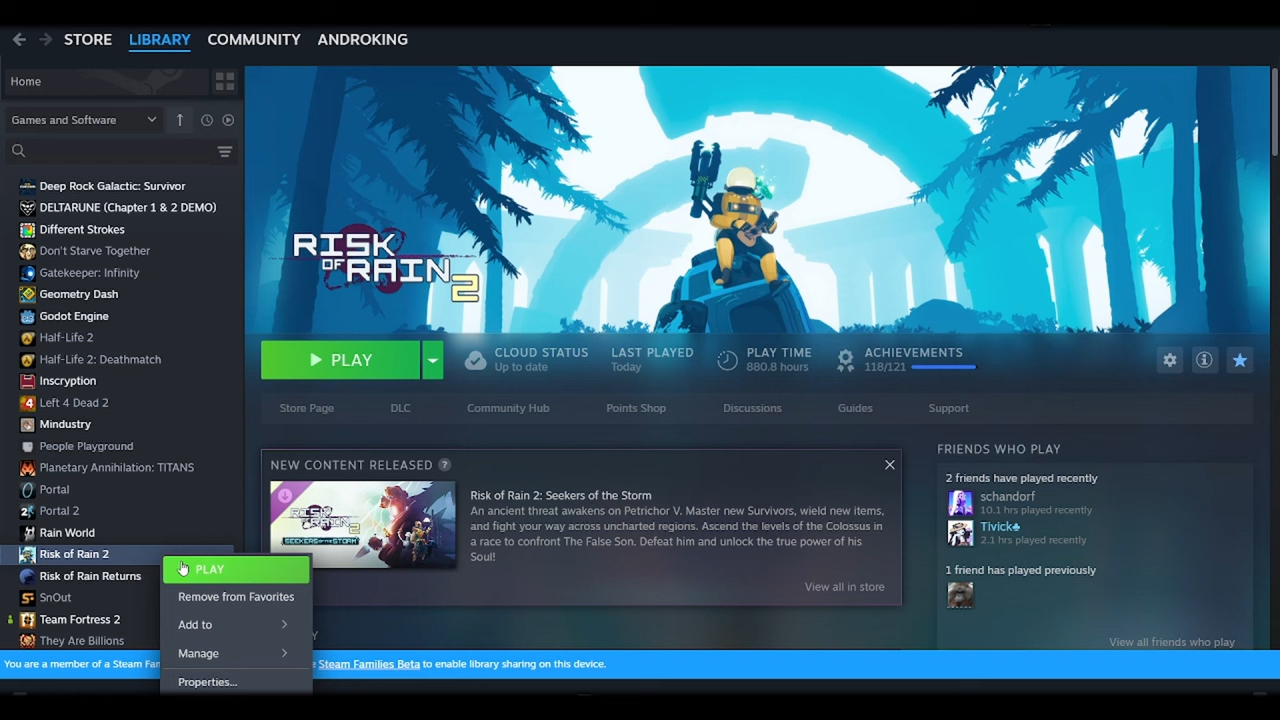 STORE LIBRARY COMMUNITY ANDROKING
Home
Games and Software
Deep Rock Galactic: Survivor
DELTARUNE (Chapter 1 & 2 DEMO)
Different Strokes
Don't Starve Together
Gatekeeper: Infinity
Geometry Dash
Godot Engine
Half-Life 2
Half-Life 2: Deathmatch
Inscryption
Left 4 Dead 2
Mindustry
People Playground
Planetary Annihilation: TITANS
Portal
Portal 2
Rain World
Risk of Rain 2
Risk of Rain Returns
SnOut
Team Fortress 2
They Are Billions
PLAY
Remove from Favorites
Add to
Manage
Properties...
RISK
OF RAIN
2
PLAY
CLOUD STATUS
Up to date
LAST PLAYED
Today
PLAY TIME
880.8 hours
ACHIEVEMENTS
118/121
Store Page DLC Community Hub Points Shop Discussions Guides Support
NEW CONTENT RELEASED ?
RISK
OF RAIN
2
SEEKERS OF THE STORM
Risk of Rain 2: Seekers of the Storm
An ancient threat awakens on Petrichor V. Master new Survivors, wield new items,
and fight your way across uncharted regions. Ascend the levels of the Colossus in
a race to confront The False Son. Defeat him and unlock the true power of his
Soul!
View all in store
FRIENDS WHO PLAY
2 friends have played recently
schandorf
10.1 hrs played recently
Tivick♣
2.1 hrs played recently
1 friend has played previously
View all friends who play
You are a member of a Steam Fam
Steam Families Beta to enable library sharing on this device.